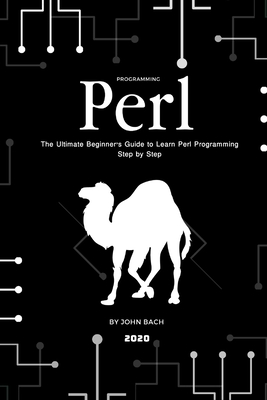 PROGRAMMING
Perl
The Ultimate Beginner's Guide to Learn Perl Programming
Step by Step
BY JOHN BACH
2020